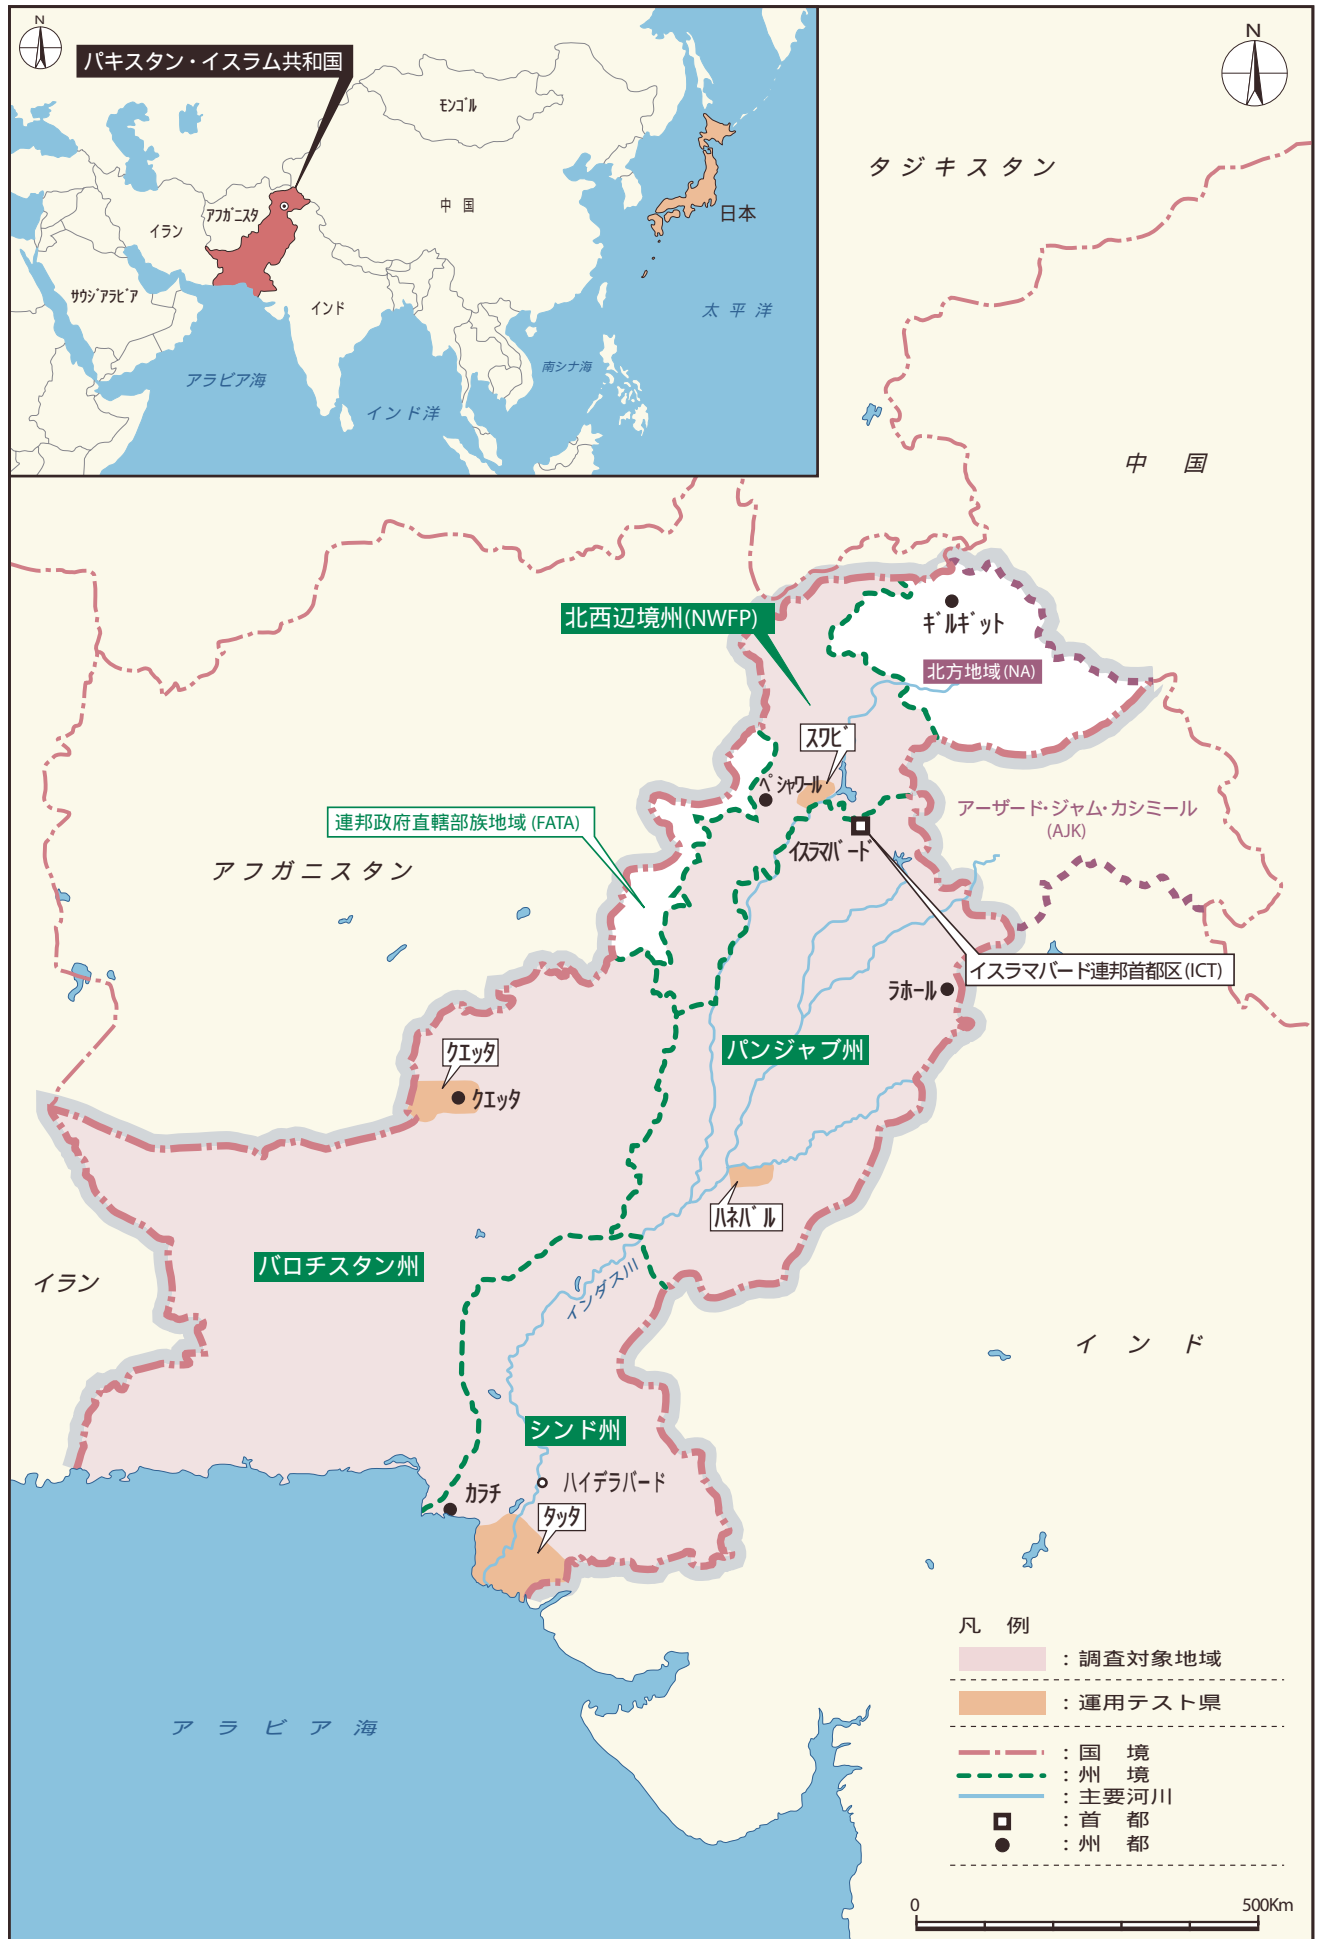 N
パキスタン・イスラム共和国
モンゴル
中 国
アフガニスタ
イラン
サウジアラビア
インド
日本
太 平 洋
南シナ海
アラビア海
インド洋
N
タジキスタン
中 国
北西辺境州(NWFP)
ギルギット
北方地域(NA)
スワビ
ペシャワール
アーザード・ジャム・カシミール
(AJK)
連邦政府直轄部族地域(FATA)
イスラマバード
アフガニスタン
イスラマバード連邦首都区(ICT)
ラホール
パンジャブ州
クエッタ
クエッタ
ハネバル
バロチスタン州
イラン
インダス川
インド
シンド州
ハイデラバード
カラチ
タッタ
アラビア海
凡 例
:調査対象地域
:運用テスト県
:国 境
:州 境
:主要河川
:首 都
:州 都
0 500Km